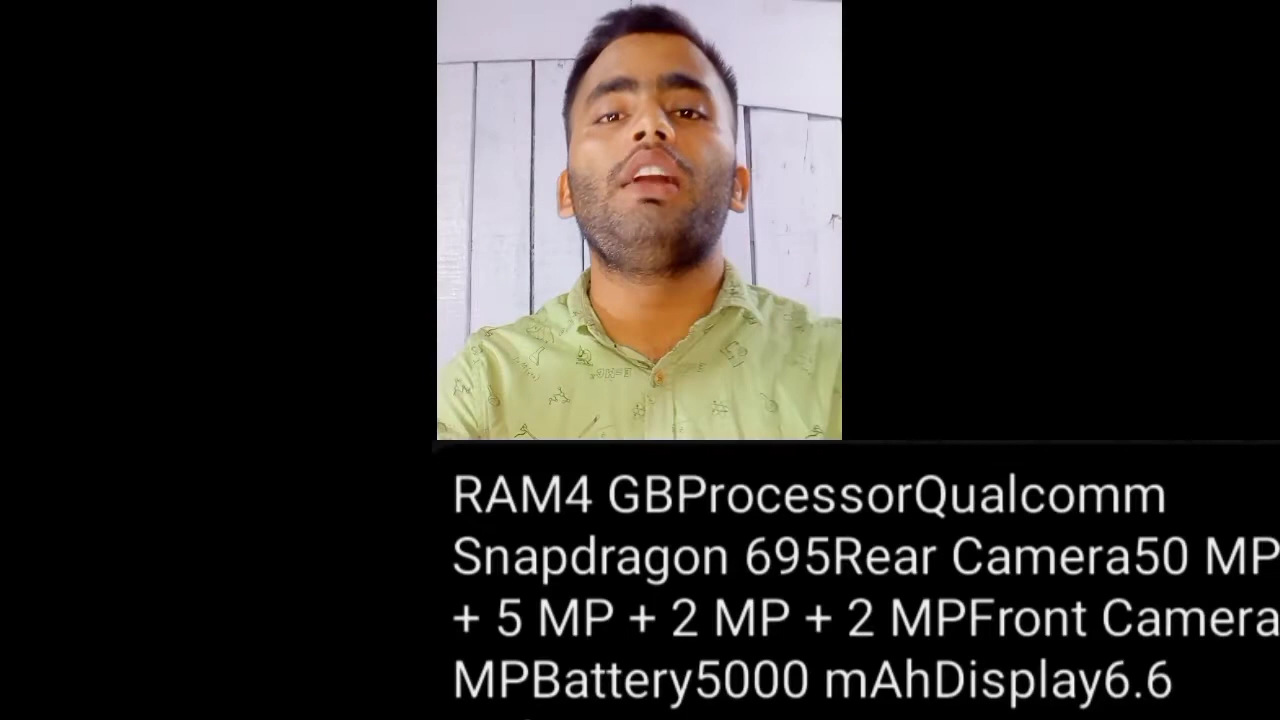 RAM4 GBProcessorQualcomm
Snapdragon 695Rear Camera50 MP
+ 5 MP + 2 MP + 2 MPFront Camera
MPBattery5000 mAhDisplay6.6